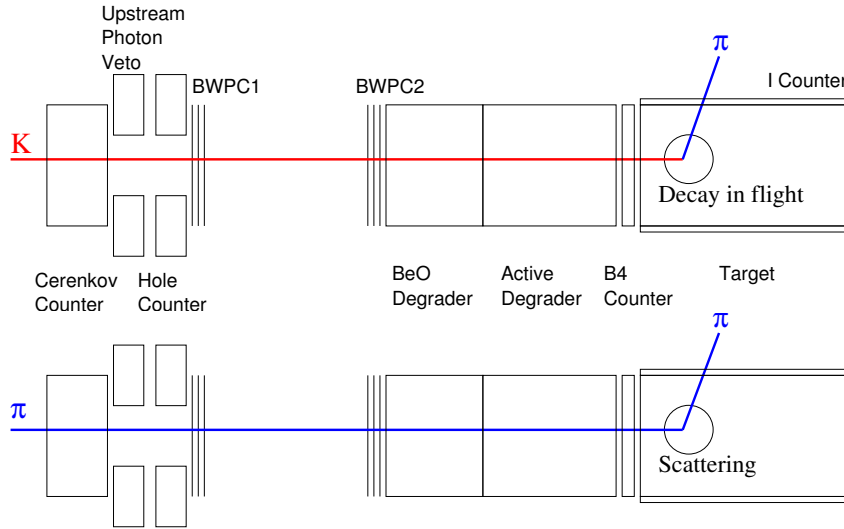 Upstream
Photon
Veto
BWPC1
BWPC2
π
I Counter
K
Decay in flight
Cerenkov
Counter
Hole
Counter
BeO
Degrader
Active
Degrader
B4
Counter
Target
π
π
Scattering